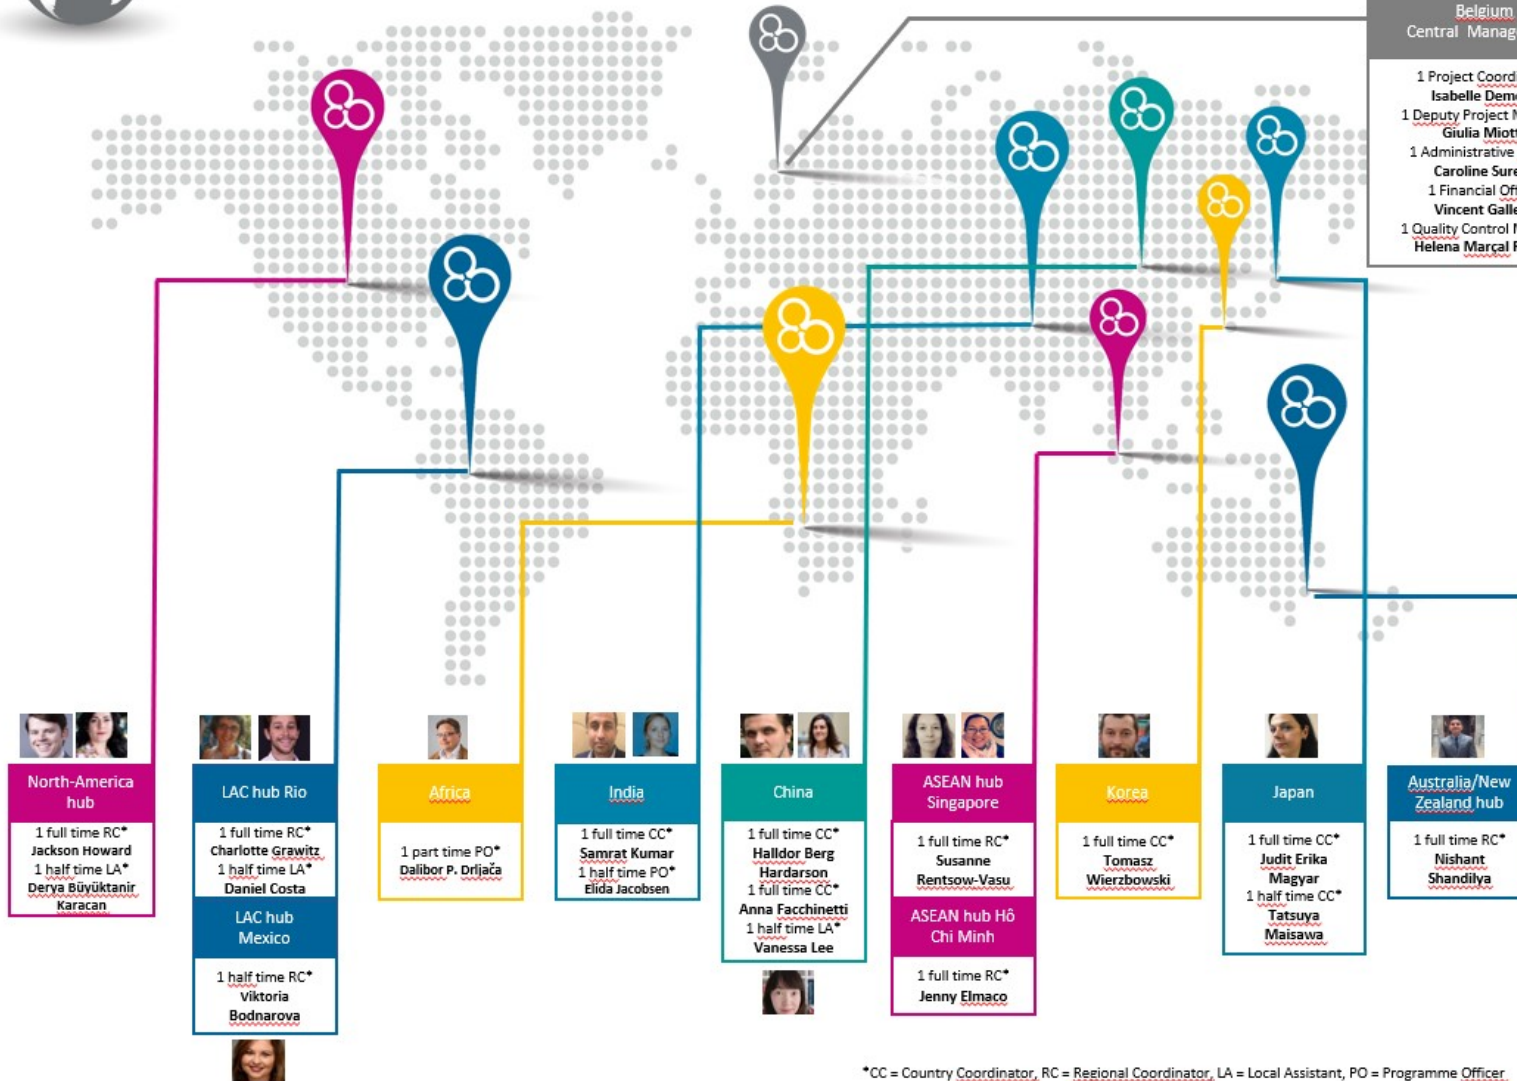 Belgium
Central
1 Project
Isabelle
1 Deputy Project
Giulia
1 Administrative
Caroline
1 Financial
Vincent
1 Quality Control
Helena Marçal
North-America
hub
1 full time RC*
Jackson Howard
1 half time LA*
Derya Büyüktanir
Karacan
LAC hub Rio
1 full time RC*
Charlotte Grawitz
1 half time LA*
Daniel Costa
LAC hub
Mexico
1 half time RC*
Viktoria
Bodnarova
Africa
1 part time PO*
Dalibor P. Drljača
India
1 full time CC*
Samrat Kumar
1 half time PO*
Elida Jacobsen
China
1 full time CC*
Halldor Berg
Hardarson
1 full time CC*
Anna Facchinetti
1 half time LA*
Vanessa Lee
ASEAN hub
Singapore
1 full time RC*
Susanne
Rentsow-Vasu
ASEAN hub Hô
Chi Minh
1 full time RC*
Jenny Elmaco
Korea
1 full time CC*
Tomasz
Wierzbowski
Japan
1 full time CC*
Judit Erika
Magyar
1 half time CC*
Tatsuya
Maisawa
Australia/New
Zealand hub
1 full time RC*
Nishant
Shandilya
*CC = Country Coordinator, RC = Regional Coordinator, LA = Local Assistant, PO = Programme Officer